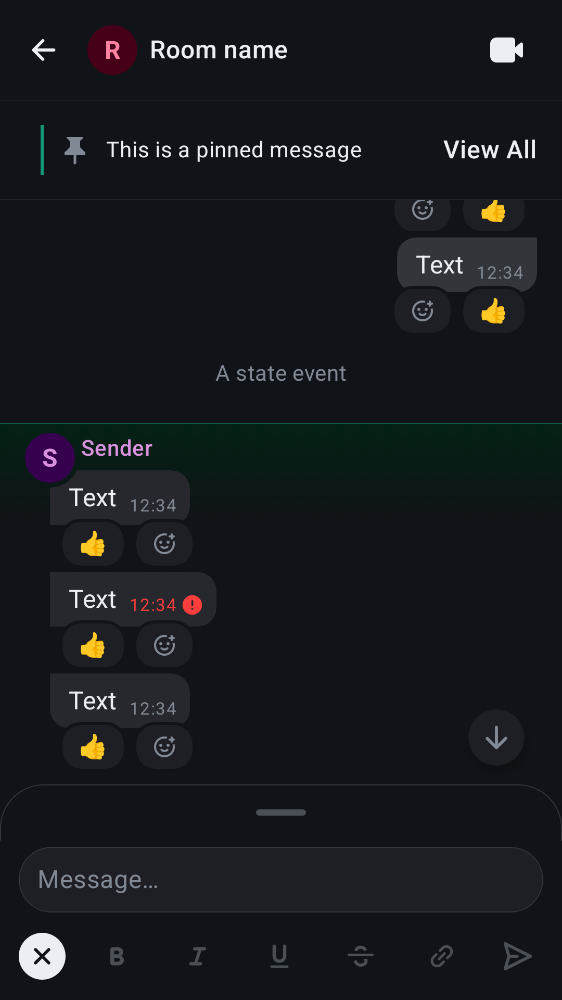 R Room name
This is a pinned message View All
Text 12:34
A state event
S Sender
Text 12:34
Text 12:34
Text 12:34
Message…
B I U S